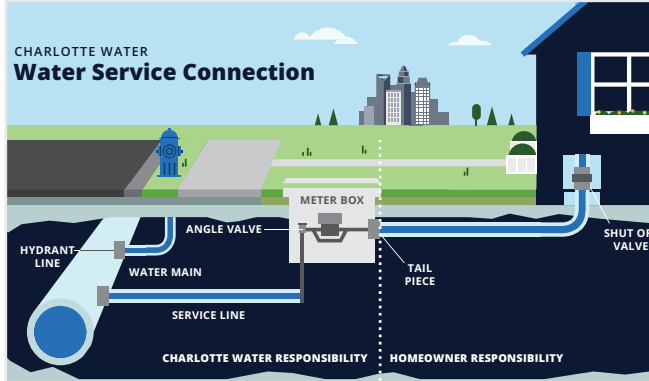 CHARLOTTE WATER
Water Service Connection
METER BOX
ANGLE VALVE
HYDRANT
LINE
WATER MAIN
SERVICE LINE
TAIL
PIECE
SHUT OF
VALVE
CHARLOTTE WATER RESPONSIBILITY
HOMEOWNER RESPONSIBILITY